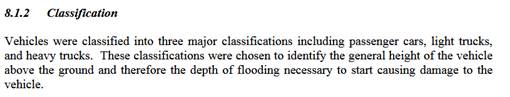 8.1.2 Classification
Vehicles were classified into three major classifications including passenger cars, light trucks,
and heavy trucks. These classifications were chosen to identify the general height of the vehicle
above the ground and therefore the depth of flooding necessary to start causing damage to the
vehicle.